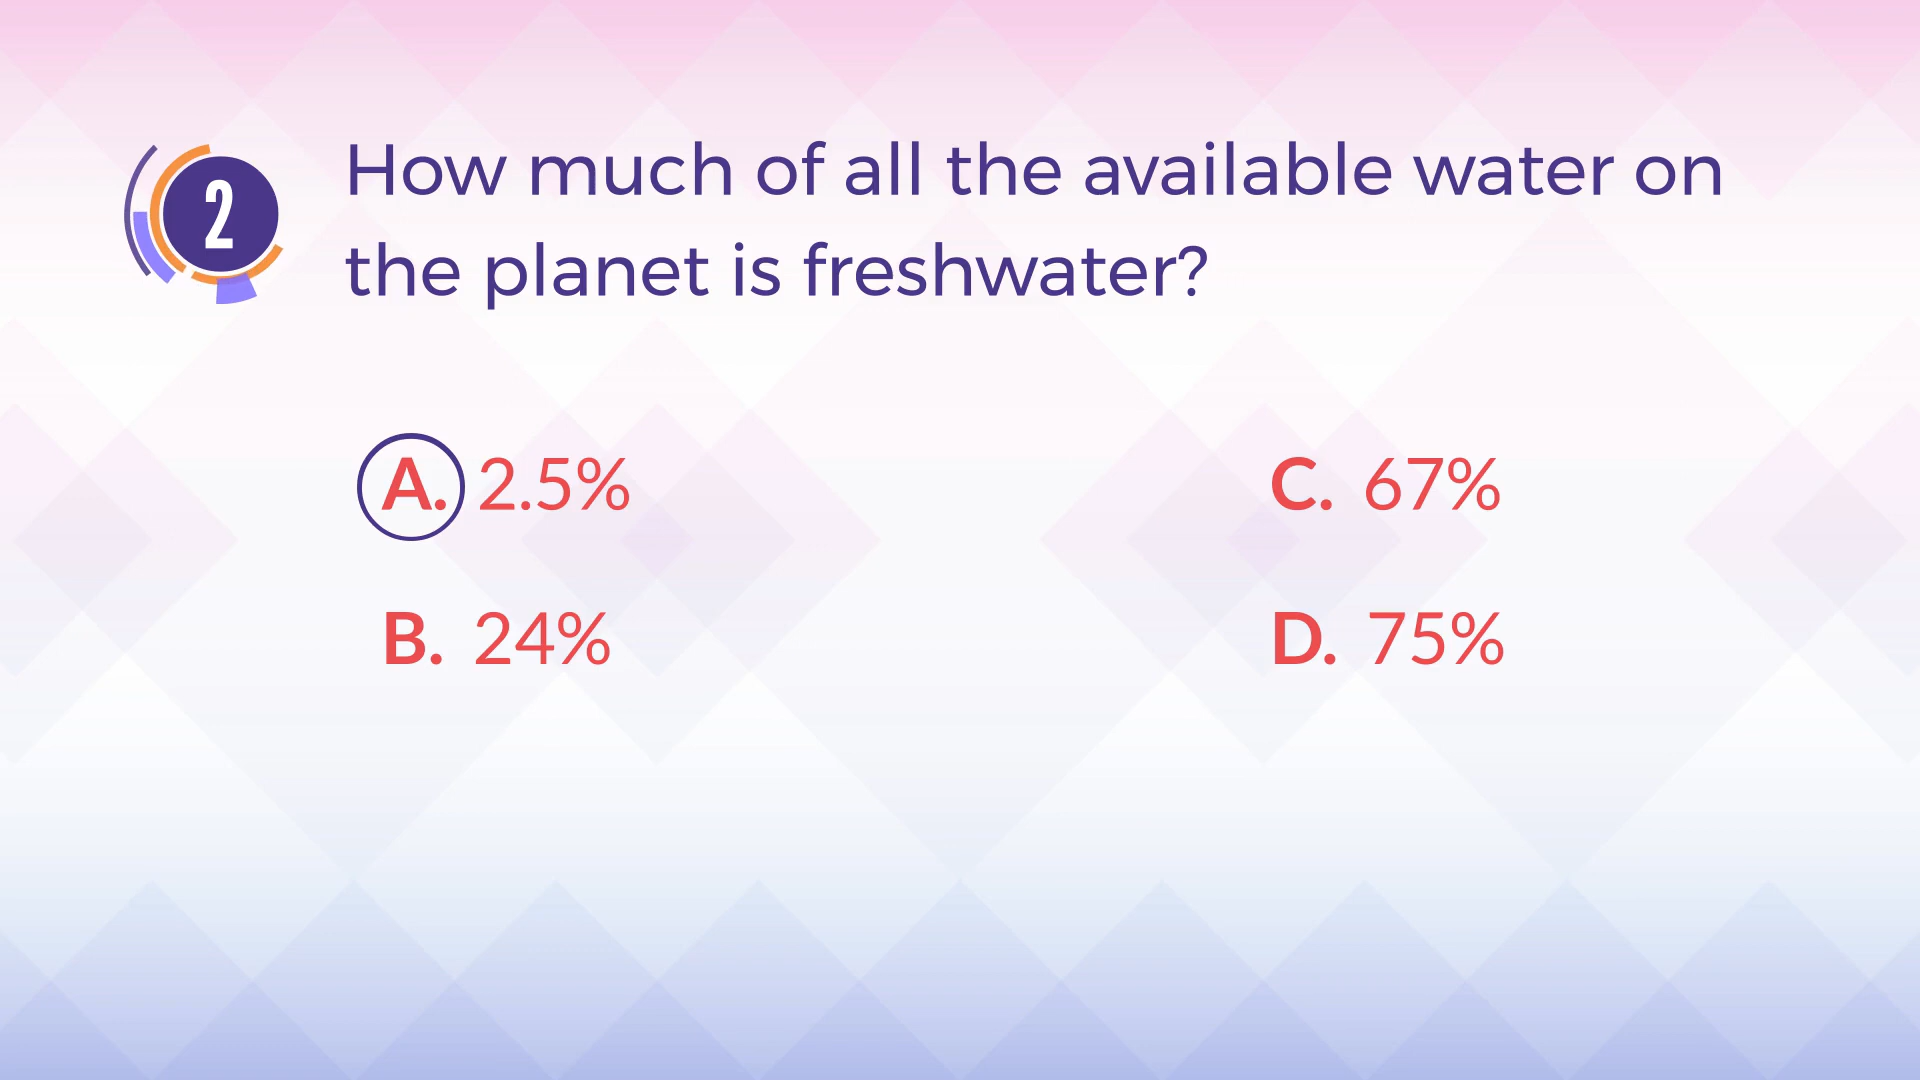 2
How much of all the available water on
the planet is freshwater?
A. 2.5%
B. 24%
C. 67%
D. 75%